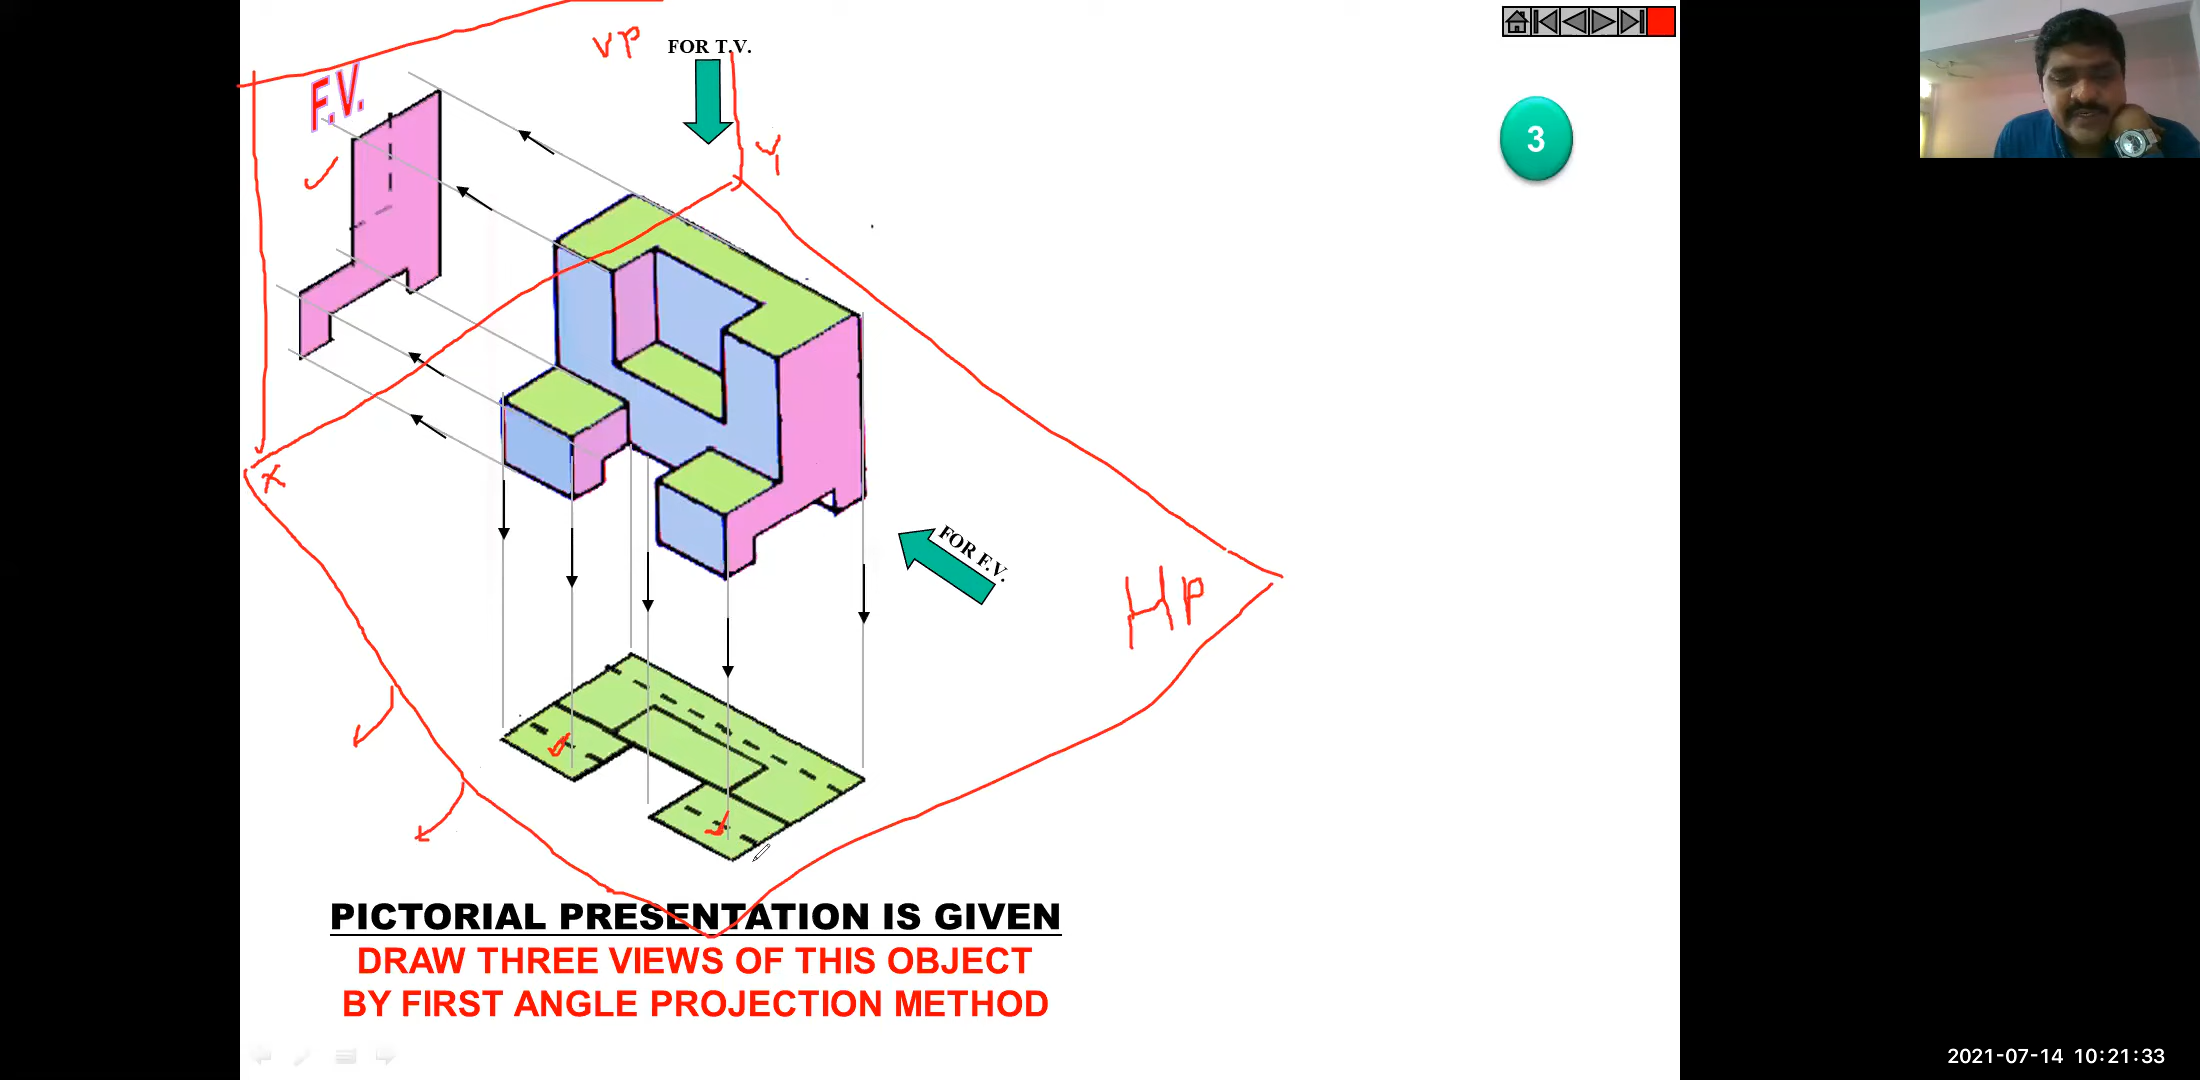 VP
FOR T.V.
F.V.
Y1
3
X
FOR F.V.
HP
PICTORIAL PRESENTATION IS GIVEN
DRAW THREE VIEWS OF THIS OBJECT
BY FIRST ANGLE PROJECTION METHOD
2021-07-14 10:21:33